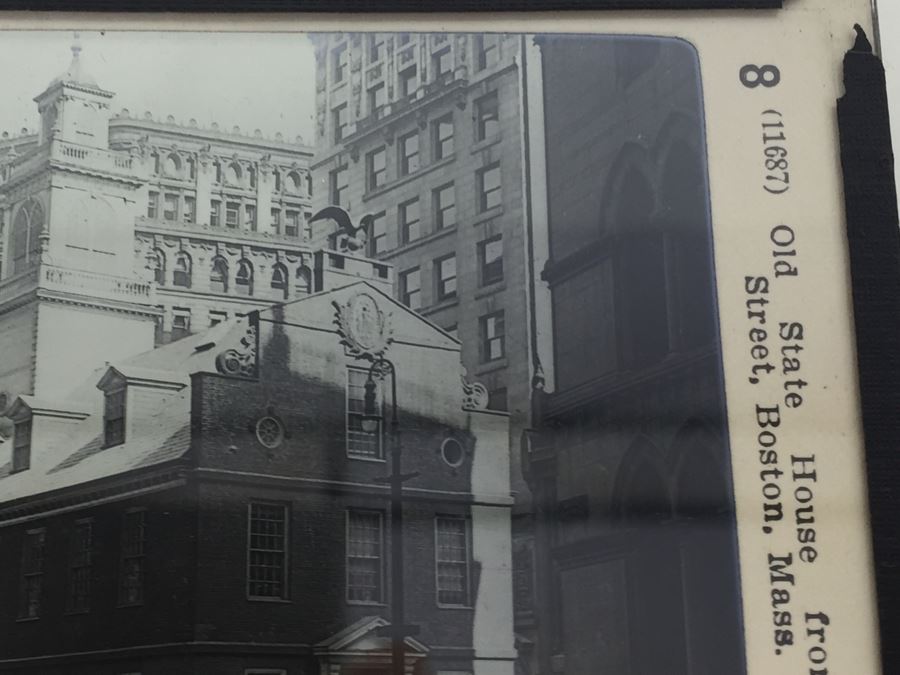 8 (11687) Old State House
Street, Boston, Mass.